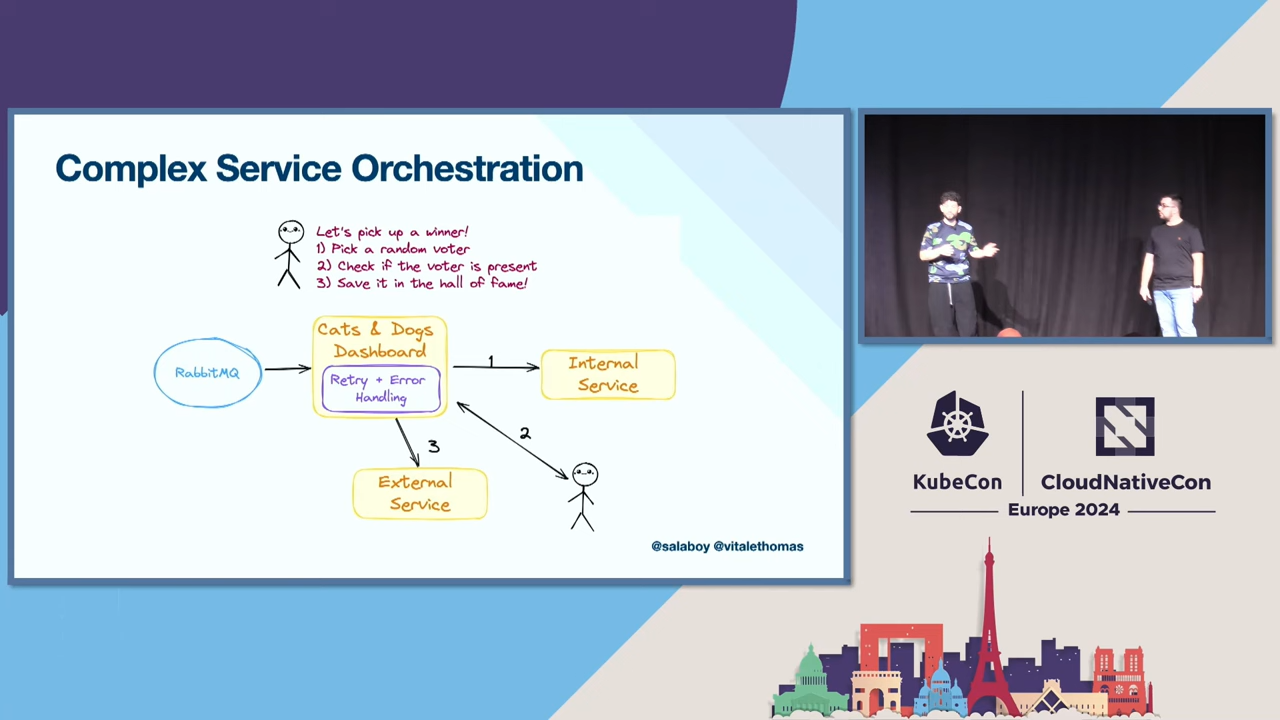 Complex Service Orchestration
Let's pick up a winner!
1) Pick a random voter
2) Check if the voter is present
3) Save it in the hall of fame!
Cats & Dogs
Dashboard
Retry + Error
Handling
RabbitMQ
1
Internal
Service
2
3
External
Service
@salaboy @vitalethomas
KubeCon
CloudNativeCon
Europe 2024